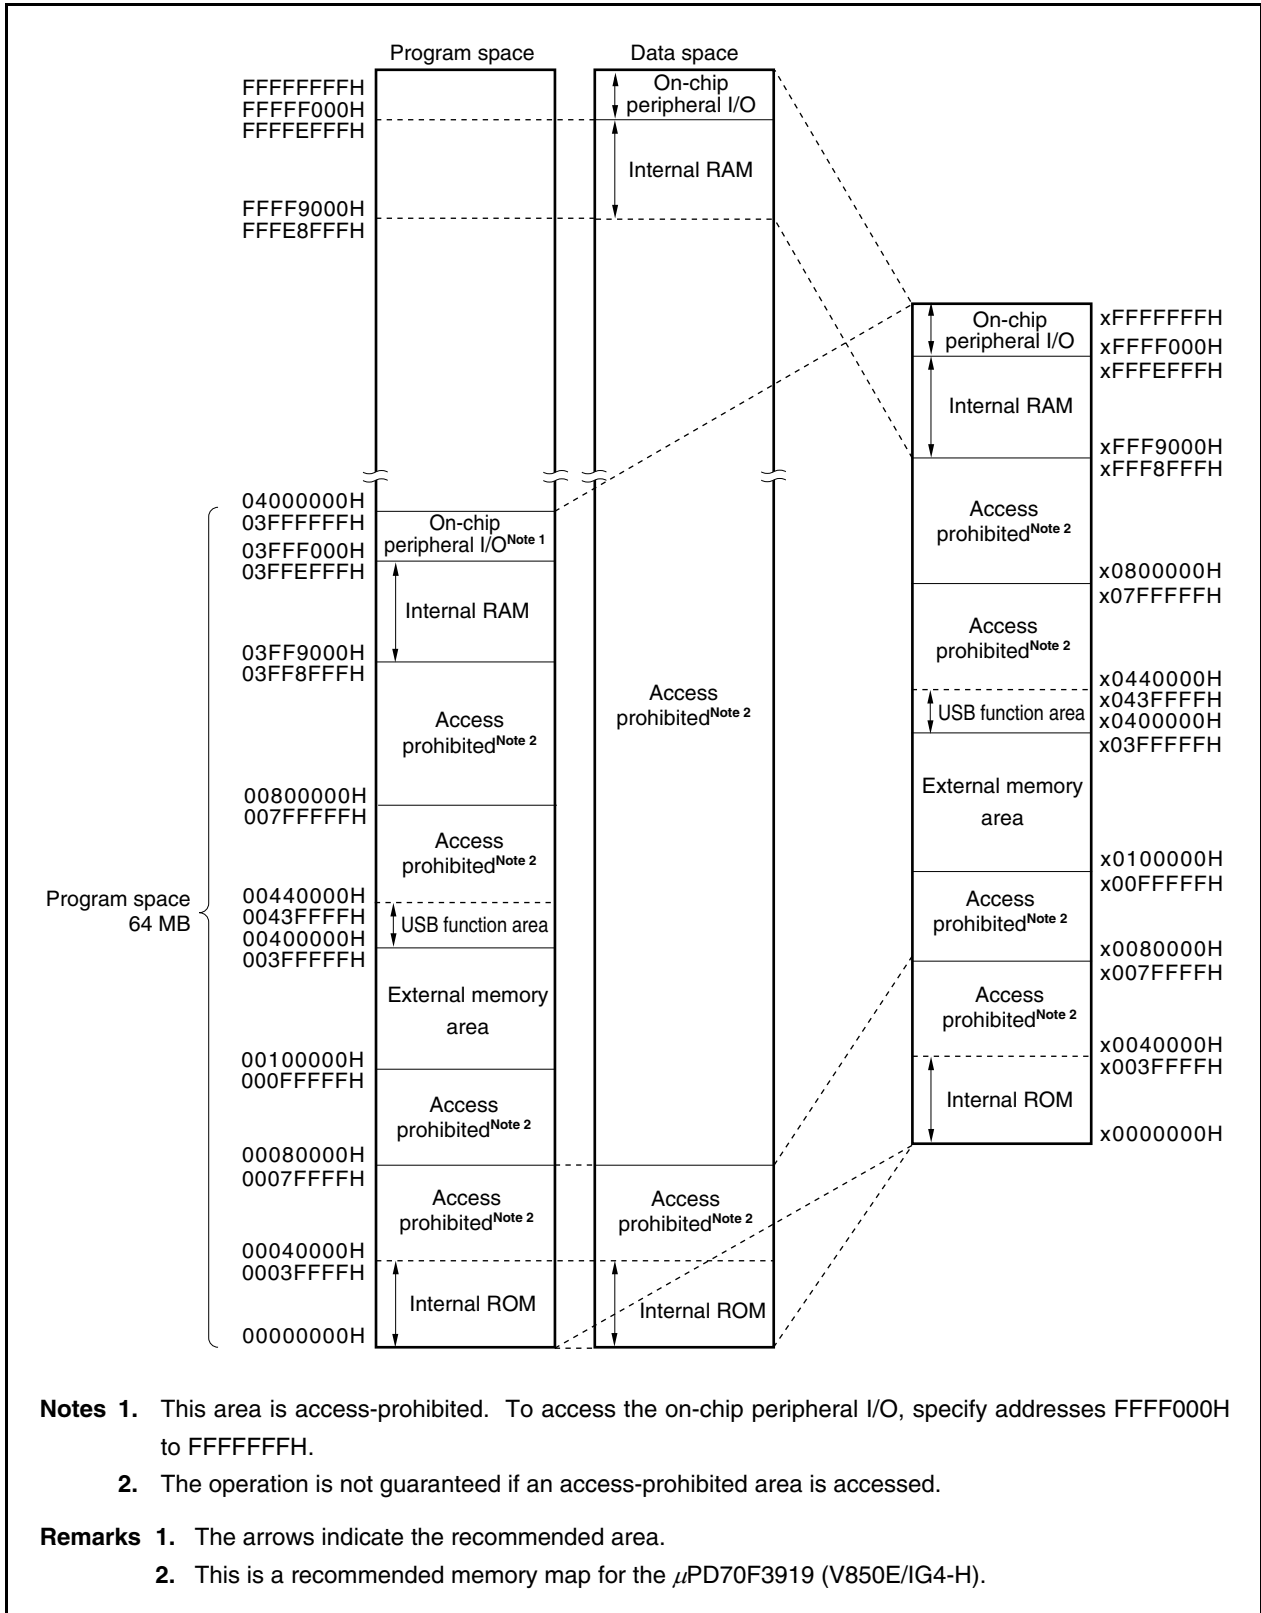 Program space
Data space
FFFFFFFFH
FFFFF000H
FFFFEFFFH
FFFF9000H
FFFE8FFFH
On-chip
peripheral I/O
Internal RAM
04000000H
03FFFFFFH
03FFF000H
03FFEFFFH
03FF9000H
03FF8FFFH
00800000H
007FFFFFH
00440000H
0043FFFFH
00400000H
003FFFFFH
00100000H
000FFFFFH
00080000H
0007FFFFH
00040000H
0003FFFFH
00000000H
Program space
64 MB
On-chip
peripheral I/ONote 1
Internal RAM
Access
prohibitedNote 2
Access
prohibitedNote 2
USB function area
External memory
area
Access
prohibitedNote 2
Access
prohibitedNote 2
Internal ROM
Access
prohibitedNote 2
Access
prohibitedNote 2
Internal ROM
On-chip
peripheral I/O
Internal RAM
Access
prohibitedNote 2
Access
prohibitedNote 2
USB function area
External memory
area
Access
prohibitedNote 2
Access
prohibitedNote 2
Internal ROM
xFFFFFFFH
xFFFF000H
xFFFEFFFH
xFFF9000H
xFFF8FFFH
x0800000H
x07FFFFFH
x0440000H
x043FFFFH
x0400000H
x03FFFFFH
x0100000H
x00FFFFFH
x0080000H
x007FFFFH
x0040000H
x003FFFFH
x0000000H
Notes 1. This area is access-prohibited. To access the on-chip peripheral I/O, specify addresses FFFF000H
to FFFFFFFH.
2. The operation is not guaranteed if an access-prohibited area is accessed.
Remarks 1. The arrows indicate the recommended area.
2. This is a recommended memory map for the μPD70F3919 (V850E/IG4-H).